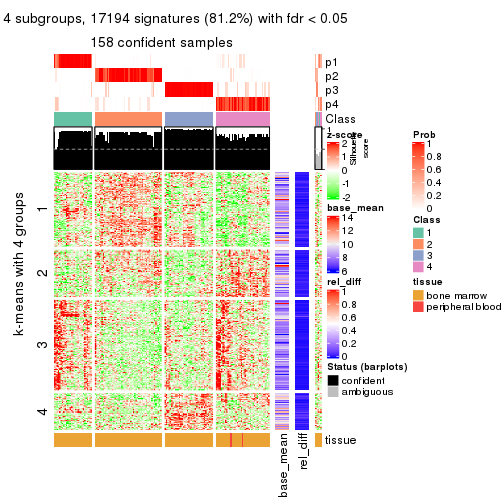 4 subgroups, 17194 signatures (81.2%) with fdr < 0.05
158 confident samples
p1
p2
p3
p4
Class
Silhouette
score
1
k-means with 4 groups
1
2
3
4
base_mean
rel_diff
tissue
z-score
2
1
0
-1
-2
base_mean
14
12
10
8
6
rel_diff
1
0.8
0.6
0.4
0.2
0
Status (barplots)
confident
ambiguous
Prob
1
0.8
0.6
0.4
0.2
0
Class
1
2
3
4
tissue
bone marrow
peripheral blood